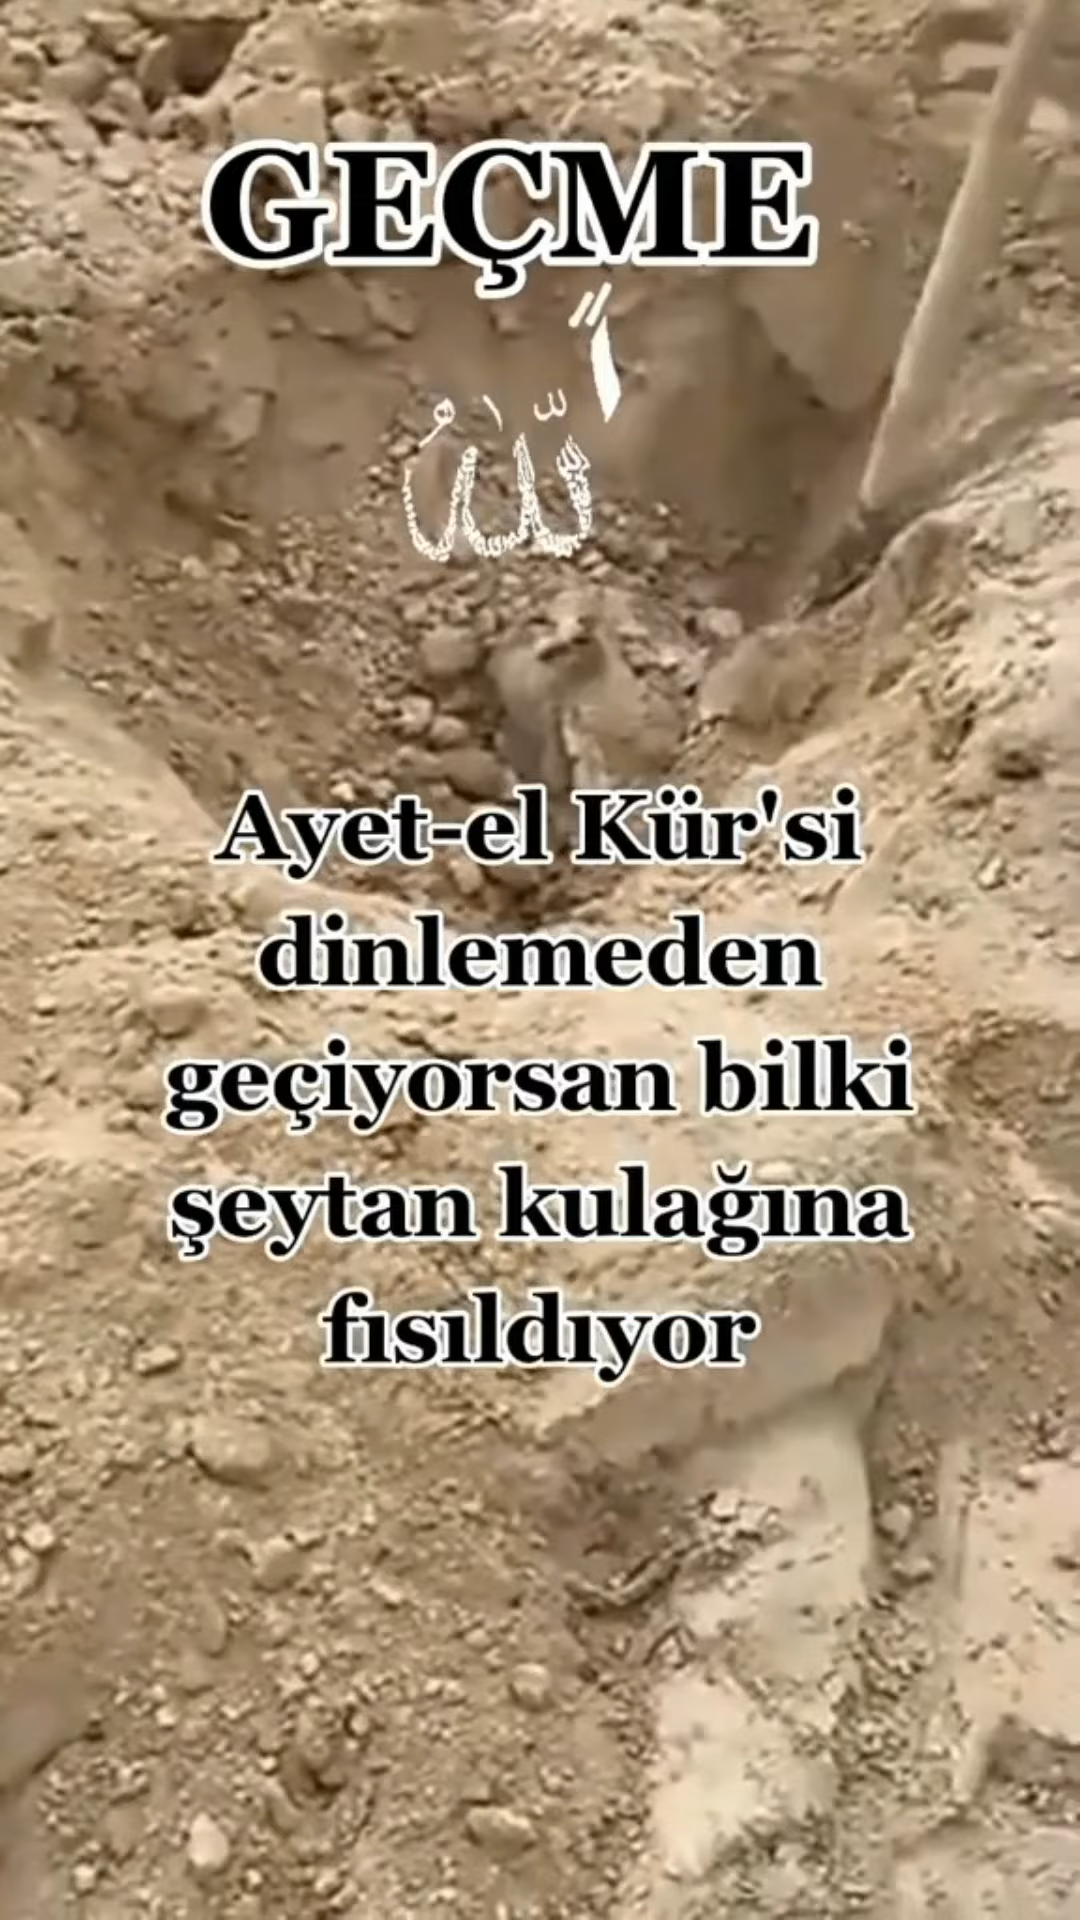 GEÇME
الله
Ayet-el Kür'si
dinlemeden
geçiyorsan bilki
şeytan kulağına
fısıldıyor